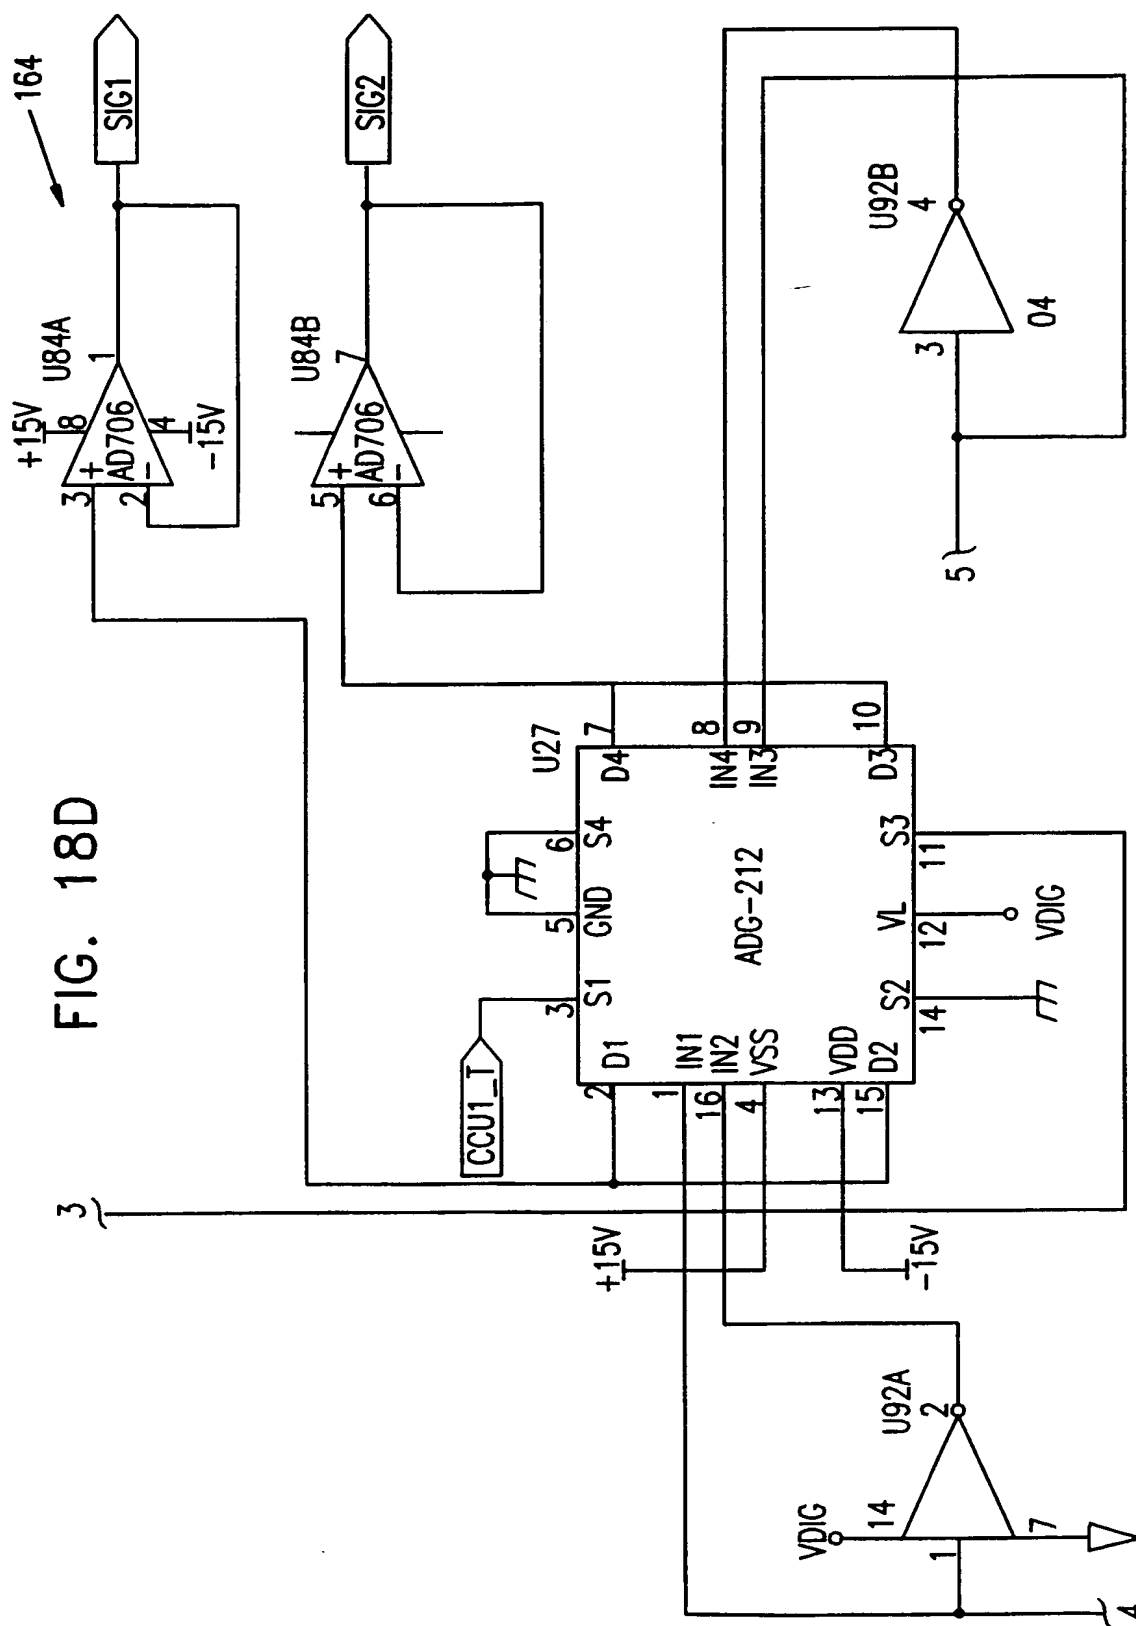 FIG. 18D
164
SIG1
SIG2
U84A
+15V
8
3
+
AD706
2
-
4
-15V
1
U84B
5
+
AD706
6
-
7
U92B
3
4
04
5
U27
ADG-212
D4
7
IN4
8
IN3
9
D3
10
6
S4
5
GND
3
S1
S3
11
VL
12
VDIG
S2
14
CCU1_T
2
D1
1
IN1
16
IN2
4
VSS
13
VDD
15
D2
3
+15V
-15V
U92A
2
VDIG
14
1
7
4